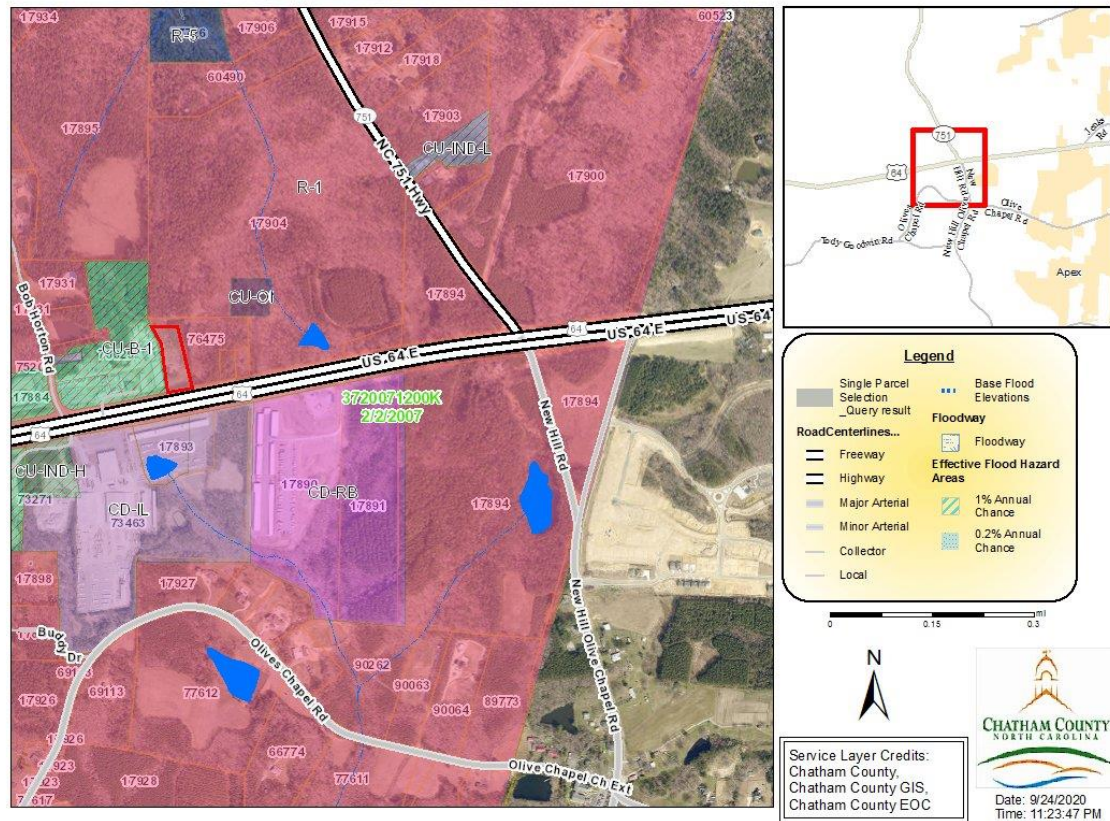 17934
17906
17915
17912
17918
60523
R-5
60490
17895
751
17903
CU-IND-L
NC 751 Hwy
17900
R-1
17904
CU-OI
17894
17931
Bob Horton Rd
76475
CU-B-1
17884
64
US 64 E
64
US 64 E
US 64
3720071200K
2/2/2007
17894
New Hill Rd
64
17893
CU-IND-H
73271
CD-IL
73463
17890
CD-RB
17891
17894
17898
17927
Buddy Dr
Olives Chapel Rd
90262
69113
77612
90063
17926
90064
89773
New Hill Olive Chapel Rd
66774
17928
77611
Olive Chapel Ch Ext
751
64
Jenks Rd
New Hill Rd
Olives Chapel Rd
Olive Chapel Rd
New Hill Olive Chapel Rd
Tody Goodwin Rd
Apex
Legend
Single Parcel
Selection
_Query result
RoadCenterlines...
Freeway
Highway
Major Arterial
Minor Arterial
Collector
Local
Base Flood
Elevations
Floodway
Floodway
Effective Flood Hazard
Areas
1% Annual
Chance
0.2% Annual
Chance
0 0.15 0.3 mi
N
CHATHAM COUNTY
NORTH CAROLINA
Service Layer Credits:
Chatham County,
Chatham County GIS,
Chatham County EOC
Date: 9/24/2020
Time: 11:23:47 PM